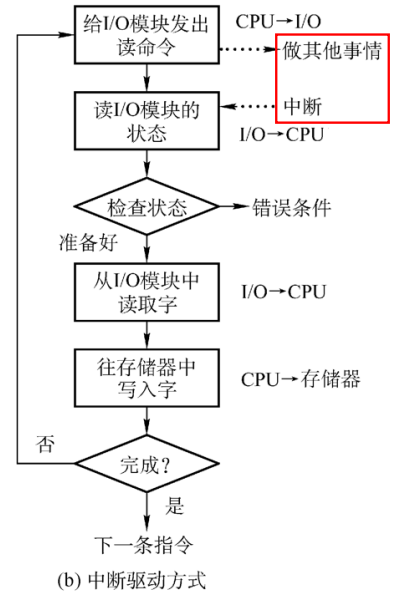 给I/O模块发出
读命令
CPU→I/O
做其他事情
中断
读I/O模块的
状态
I/O→CPU
检查状态
错误条件
准备好
从I/O模块中
读取字
I/O→CPU
往存储器中
写入字
CPU→存储器
否
完成?
是
下一条指令
(b) 中断驱动方式